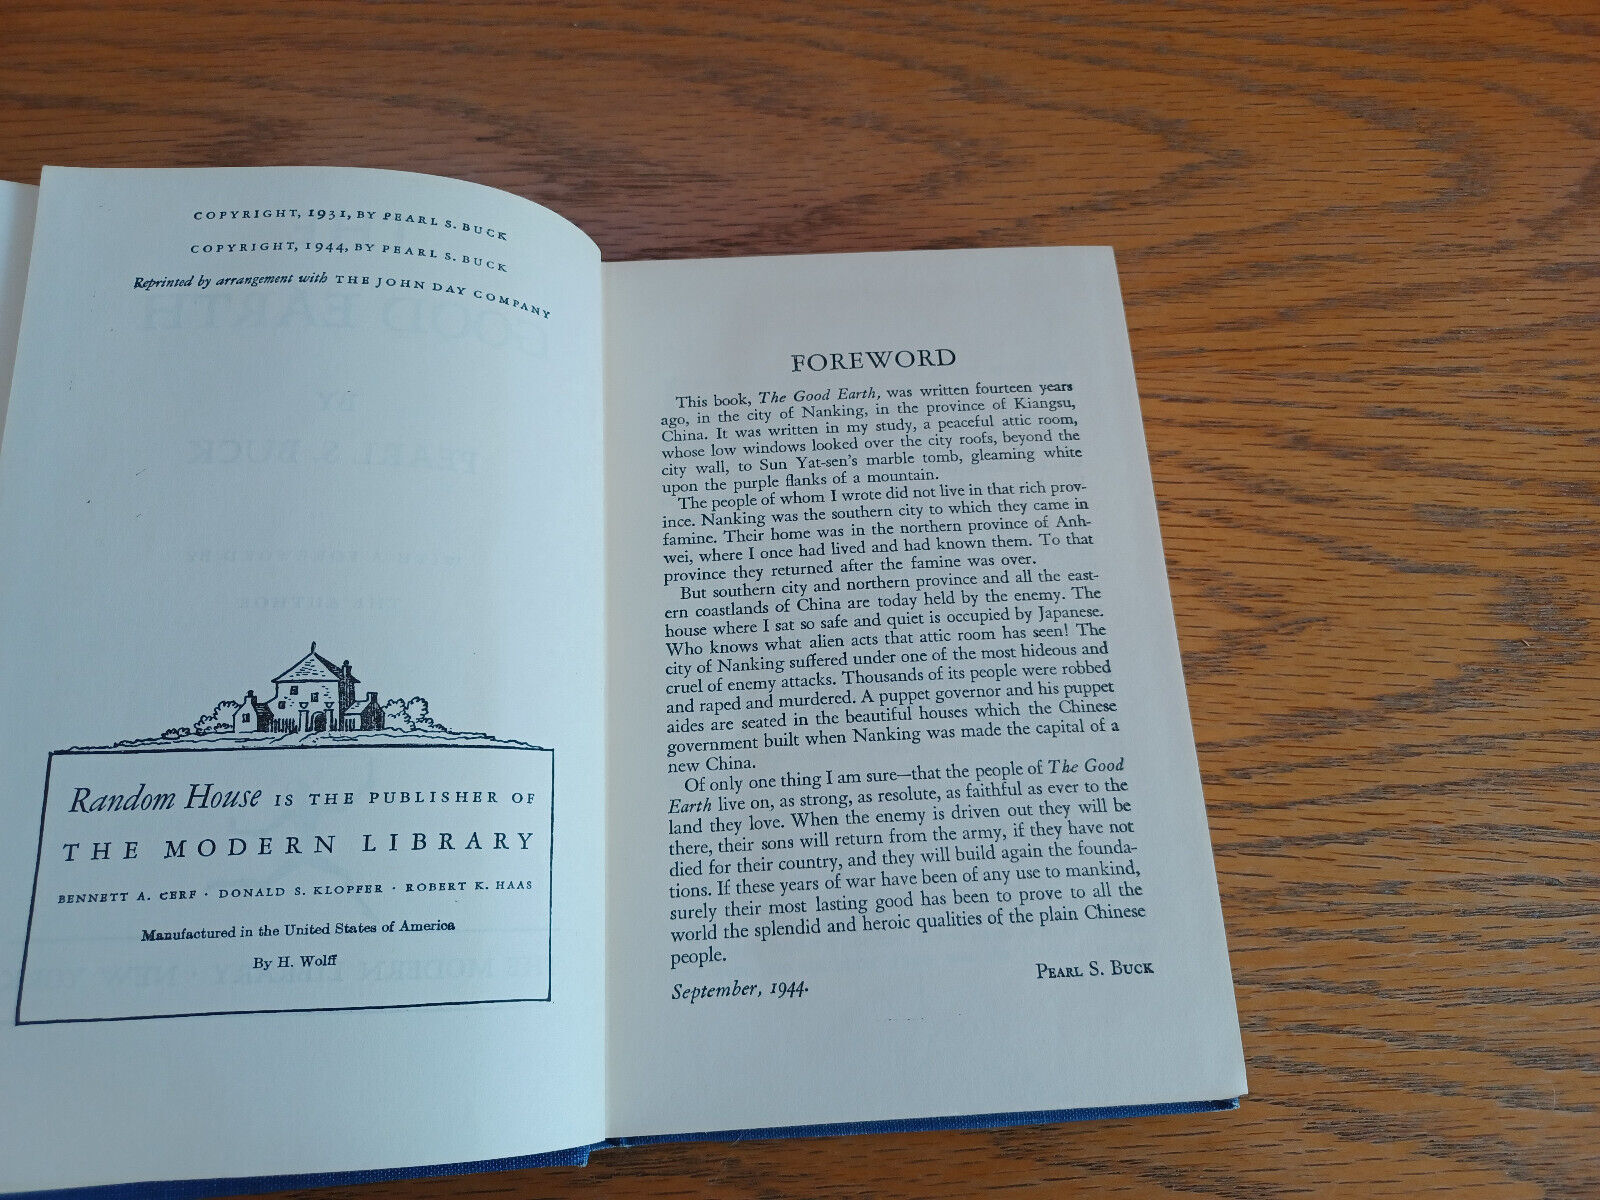 COPYRIGHT, 1931, BY PEARL S. BUCK
COPYRIGHT, 1944, BY PEARL S. BUCK
Reprinted by arrangement with THE JOHN DAY COMPANY
Random House IS THE PUBLISHER OF
THE MODERN LIBRARY
BENNETT A. CERF · DONALD S. KLOPFER · ROBERT K. HAAS
Manufactured in the United States of America
By H. Wolff
FOREWORD
This book, The Good Earth, was written fourteen years
ago, in the city of Nanking, in the province of Kiangsu,
China. It was written in my study, a peaceful attic room,
whose low windows looked over the city roofs, beyond the
city wall, to Sun Yat-sen's marble tomb, gleaming white
upon the purple flanks of a mountain.
The people of whom I wrote did not live in that rich prov-
ince. Nanking was the southern city to which they came in
famine. Their home was in the northern province of Anh-
wei, where I once had lived and had known them. To that
province they returned after the famine was over.
But southern city and northern province and all the east-
ern coastlands of China are today held by the enemy. The
house where I sat so safe and quiet is occupied by Japanese.
Who knows what alien acts that attic room has seen! The
city of Nanking suffered under one of the most hideous and
cruel of enemy attacks. Thousands of its people were robbed
and raped and murdered. A puppet governor and his puppet
aides are seated in the beautiful houses which the Chinese
government built when Nanking was made the capital of a
new China.
Of only one thing I am sure—that the people of The Good
Earth live on, as strong, as resolute, as faithful as ever to the
land they love. When the enemy is driven out they will be
there, their sons will return from the army, if they have not
died for their country, and they will build again the founda-
tions. If these years of war have been of any use to mankind,
surely their most lasting good has been to prove to all the
world the splendid and heroic qualities of the plain Chinese
people.
PEARL S. BUCK
September, 1944.